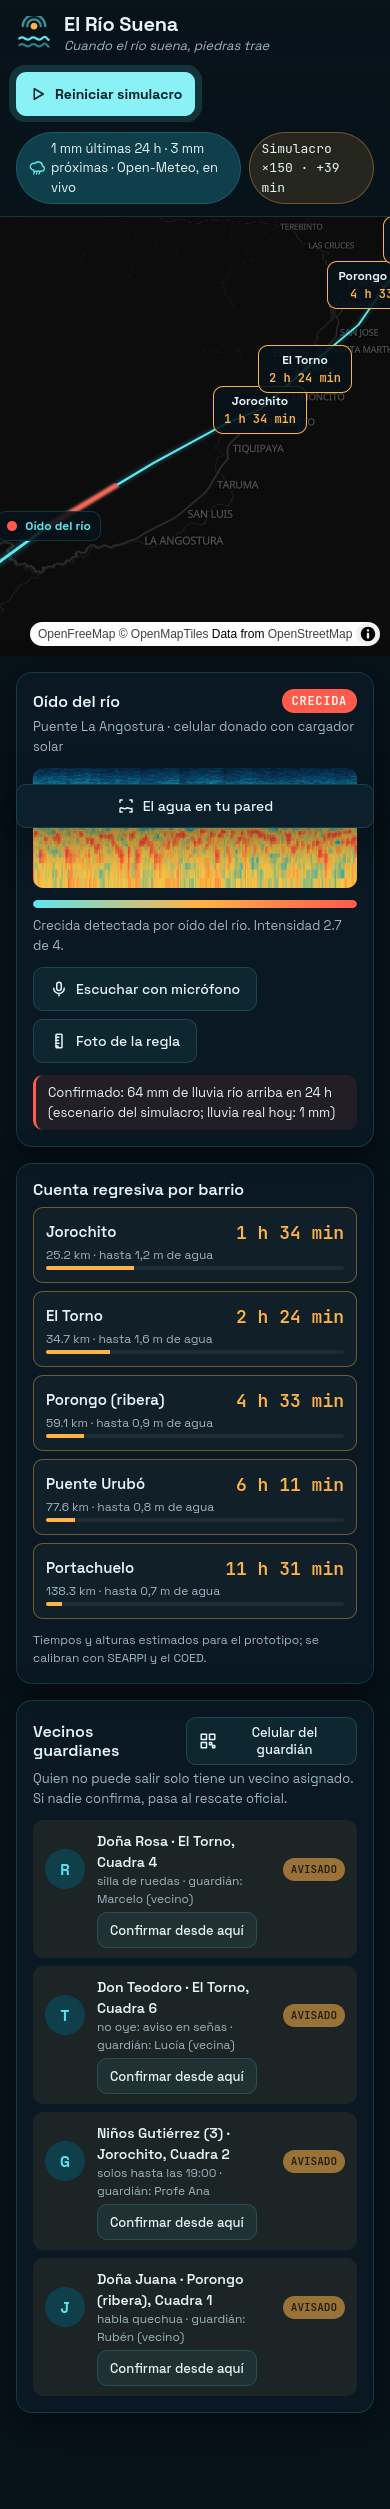 El Río Suena
Cuando el río suena, piedras trae
Reiniciar simulacro
1 mm últimas 24 h · 3 mm
próximas · Open-Meteo, en
vivo
Simulacro
×150 · +39
min
TEREBINTO
LAS CRUCES
Porongo
4 h 33
SAN JOSE
El Torno
2 h 24 min
Jorochito
1 h 34 min
TIQUIPAYA
TARUMA
SAN LUIS
Oído del río
LA ANGOSTURA
OpenFreeMap © OpenMapTiles Data from OpenStreetMap
Oído del río
CRECIDA
Puente La Angostura · celular donado con cargador
solar
El agua en tu pared
Crecida detectada por oído del río. Intensidad 2.7
de 4.
Escuchar con micrófono
Foto de la regla
Confirmado: 64 mm de lluvia río arriba en 24 h
(escenario del simulacro; lluvia real hoy: 1 mm)
Cuenta regresiva por barrio
Jorochito
1 h 34 min
25.2 km · hasta 1,2 m de agua
El Torno
2 h 24 min
34.7 km · hasta 1,6 m de agua
Porongo (ribera)
4 h 33 min
59.1 km · hasta 0,9 m de agua
Puente Urubó
6 h 11 min
77.6 km · hasta 0,8 m de agua
Portachuelo
11 h 31 min
138.3 km · hasta 0,7 m de agua
Tiempos y alturas estimados para el prototipo; se
calibran con SEARPI y el COED.
Vecinos
guardianes
Celular del
guardián
Quien no puede salir solo tiene un vecino asignado.
Si nadie confirma, pasa al rescate oficial.
R
Doña Rosa · El Torno,
Cuadra 4
silla de ruedas · guardián:
Marcelo (vecino)
AVISADO
Confirmar desde aquí
T
Don Teodoro · El Torno,
Cuadra 6
no oye: aviso en señas ·
guardián: Lucía (vecina)
AVISADO
Confirmar desde aquí
G
Niños Gutiérrez (3) ·
Jorochito, Cuadra 2
solos hasta las 19:00 ·
guardián: Profe Ana
AVISADO
Confirmar desde aquí
J
Doña Juana · Porongo
(ribera), Cuadra 1
habla quechua · guardián:
Rubén (vecino)
AVISADO
Confirmar desde aquí